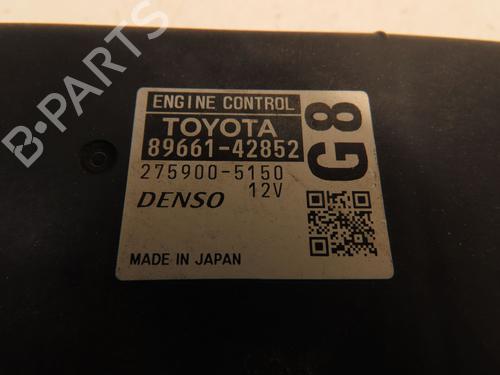 ENGINE CONTROL
TOYOTA
89661-42852
275900-5150
12V
DENSO
MADE IN JAPAN
G8
B-PARTS